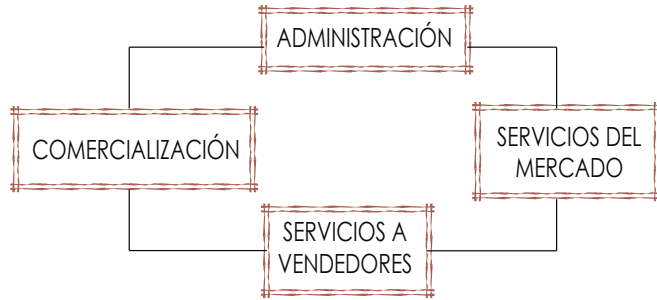 ADMINISTRACIÓN
COMERCIALIZACIÓN
SERVICIOS DEL
MERCADO
SERVICIOS A
VENDEDORES